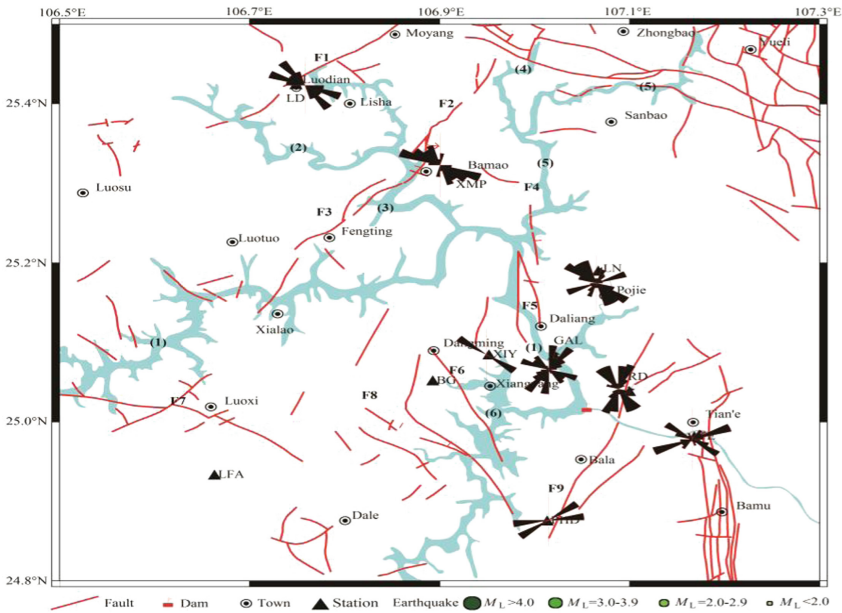 106.5°E 106.7°E 106.9°E 107.1°E 107.3°E
Moyang Zhongbao Yueli
F1
(4)
Luodian
25.4°N
LD Lisha F2 (5)
Sanbao
(2)
(5)
Bamao
XMP
Luosu F4
(3)
F3
Fengting
Luotuo
25.2°N
LN
Pojie
F5
Xialao Daliang
(1) Dangming (1) GAL
XIY
F6
BG Xiangyang RD
F7 Luoxi F8
(6) Tian'e
25.0°N
Bala
LFA
F9
Dale Bamu
24.8°N
Fault Dam Town Station Earthquake ML>4.0 ML=3.0-3.9 ML=2.0-2.9 ML<2.0